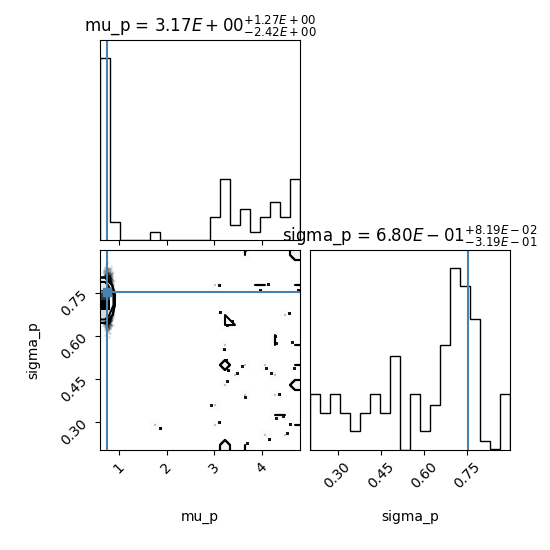 mu_p = 3.17E + 00+1.27E + 00
−2.42E + 00
sigma_p = 6.80E − 01+8.19E − 02
−3.19E − 01
sigma_p
0.75
0.60
0.45
0.30
1 2 3 4
0.30 0.45 0.60 0.75
mu_p
sigma_p